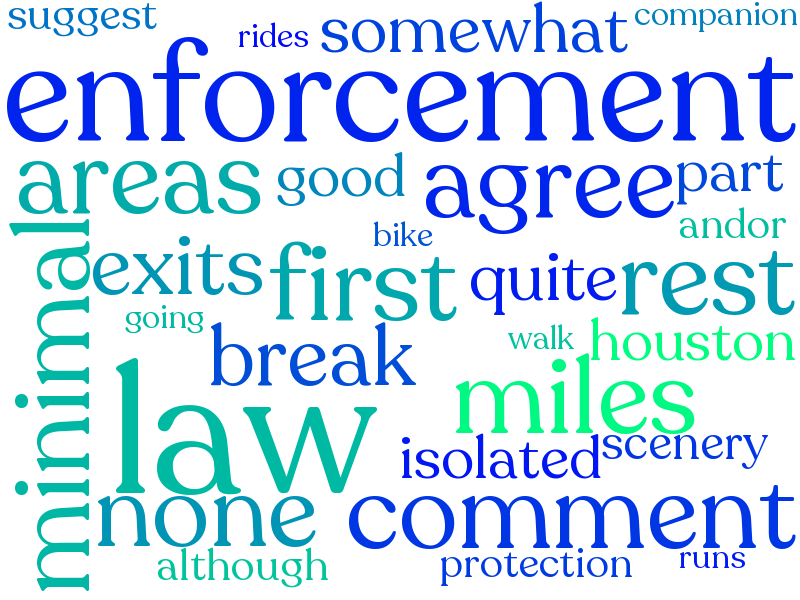 suggest
rides
somewhat
companion
enforcement
areas
good
agree
part
andor
minimal
exits
first
bike
quite
rest
going
break
walk
houston
law
miles
isolated
scenery
none
comment
although
protection
runs